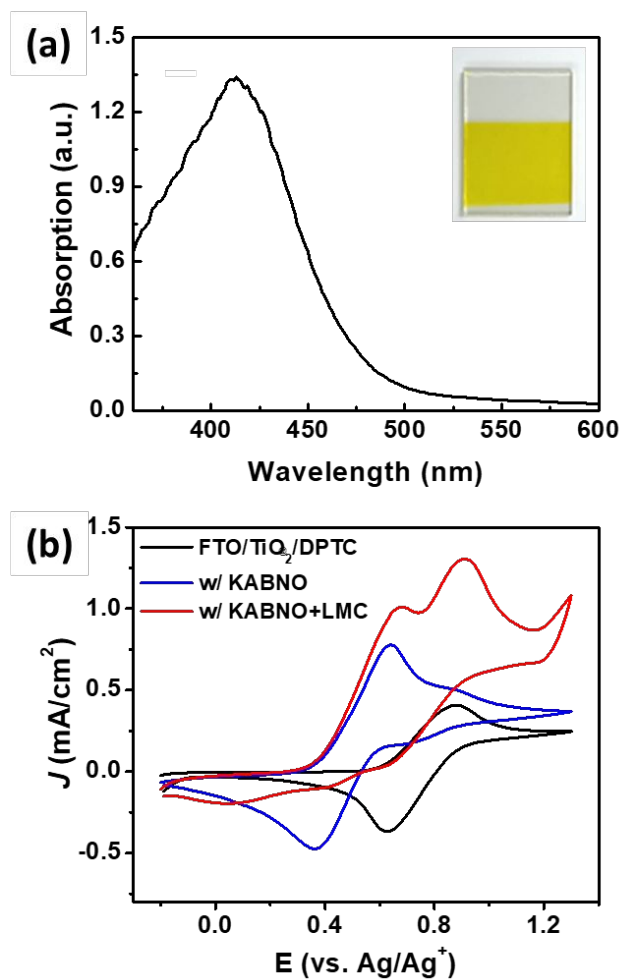 (a)
1.5
1.2
0.9
0.6
0.3
0.0
Absorption (a.u.)
400 450 500 550 600
Wavelength (nm)
(b)
1.5
1.0
0.5
0.0
-0.5
J (mA/cm²)
FTO/TiO₂/DPTC
w/ KABNO
w/ KABNO+LMC
0.0 0.4 0.8 1.2
E (vs. Ag/Ag⁺)